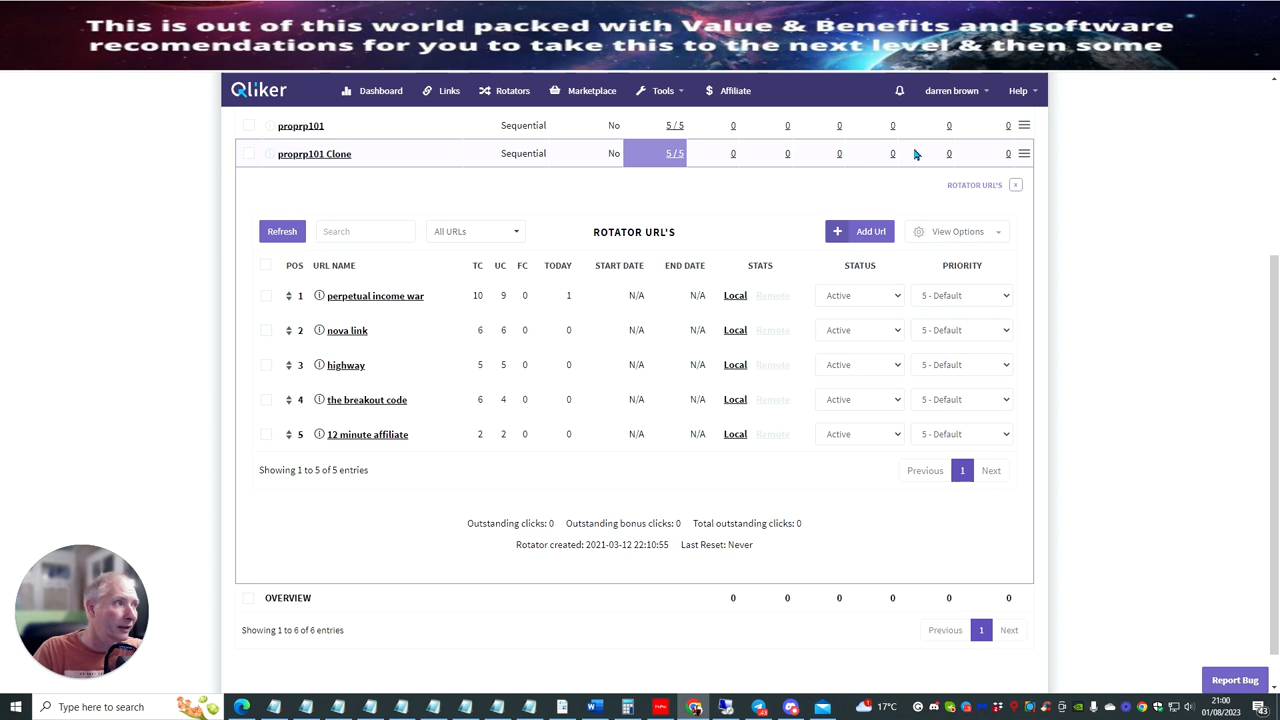 This is out of this world packed with Value & Benefits and software
recomendations for you to take this to the next level & then some
Qliker
Dashboard Links Rotators Marketplace Tools Affiliate darren brown Help
proprp101 Sequential No 5 / 5 0 0 0 0 0 0
proprp101 Clone Sequential No 5 / 5 0 0 0 0 0 0
ROTATOR URL'S x
Refresh Search All URLs ROTATOR URL'S + Add Url View Options
POS URL NAME TC UC FC TODAY START DATE END DATE STATS STATUS PRIORITY
1 perpetual income war 10 9 0 1 N/A N/A Local Remote Active 5 - Default
2 nova link 6 6 0 0 N/A N/A Local Remote Active 5 - Default
3 highway 5 5 0 0 N/A N/A Local Remote Active 5 - Default
4 the breakout code 6 4 0 0 N/A N/A Local Remote Active 5 - Default
5 12 minute affiliate 2 2 0 0 N/A N/A Local Remote Active 5 - Default
Showing 1 to 5 of 5 entries Previous 1 Next
Outstanding clicks: 0 Outstanding bonus clicks: 0 Total outstanding clicks: 0
Rotator created: 2021-03-12 22:10:55 Last Reset: Never
OVERVIEW 0 0 0 0 0 0
Showing 1 to 6 of 6 entries Previous 1 Next
Report Bug
Type here to search 17°C 21:00
01/08/2023